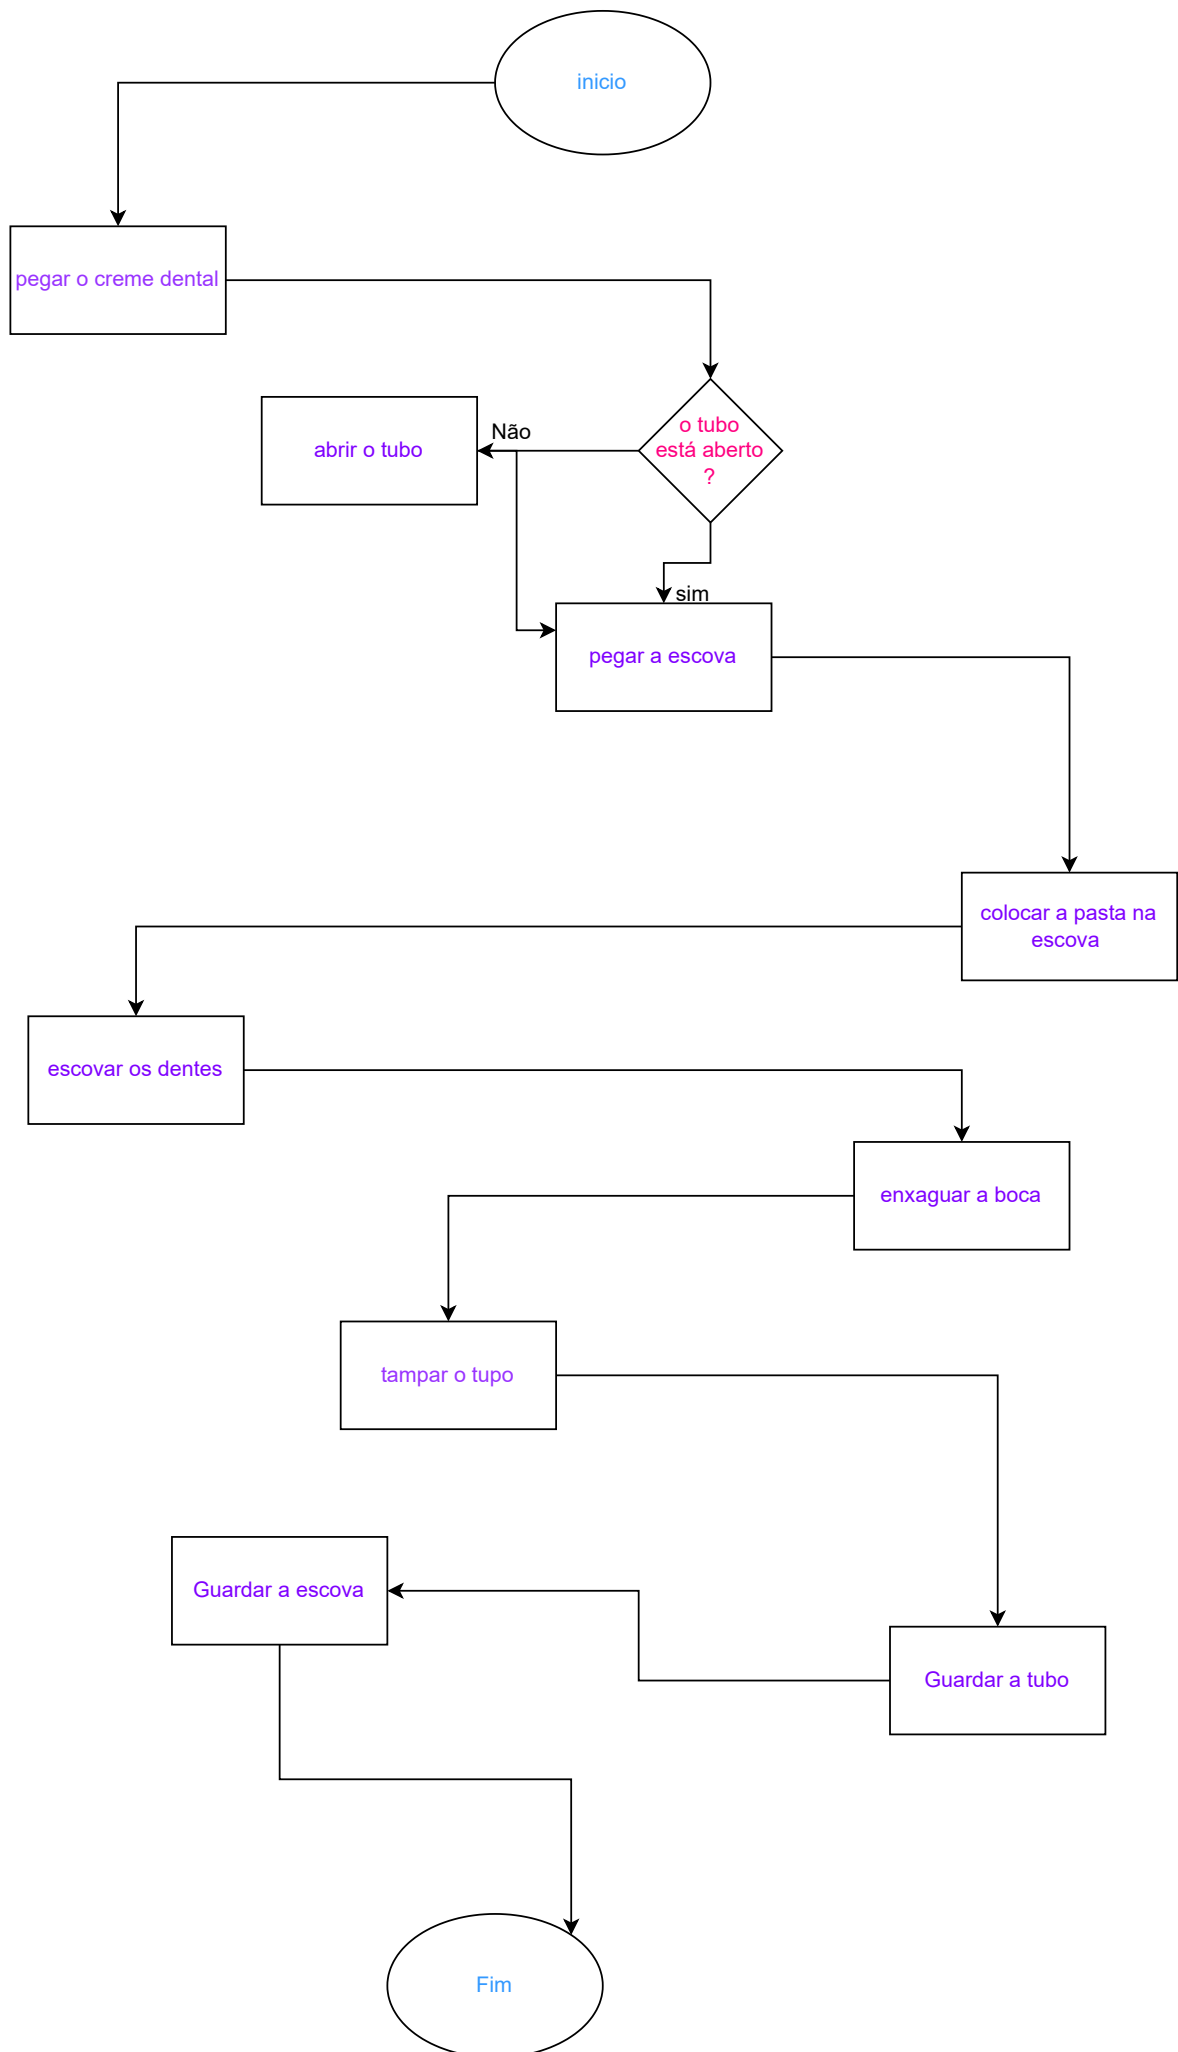 inicio
pegar o creme dental
o tubo
está aberto
?
Não
abrir o tubo
sim
pegar a escova
colocar a pasta na
escova
escovar os dentes
enxaguar a boca
tampar o tupo
Guardar a escova
Guardar a tubo
Fim